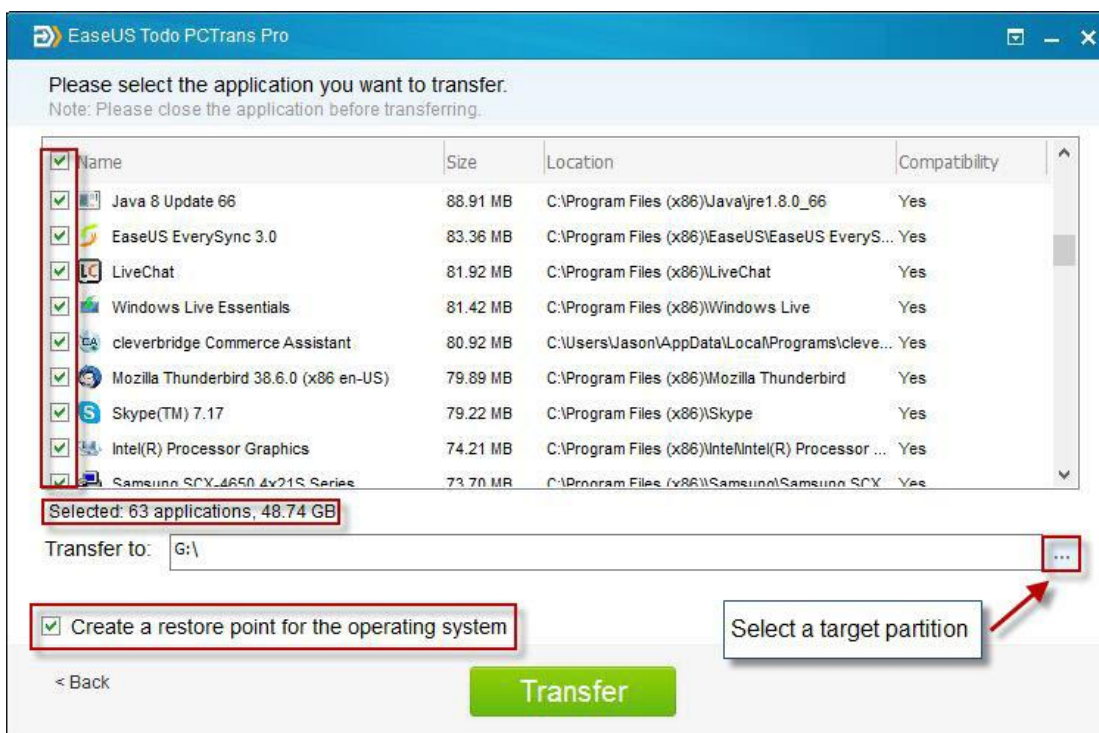 EaseUS Todo PCTrans Pro
Please select the application you want to transfer.
Note: Please close the application before transferring.
Name Size Location Compatibility
Java 8 Update 66 88.91 MB C:\Program Files (x86)\Java\jre1.8.0_66 Yes
EaseUS EverySync 3.0 83.36 MB C:\Program Files (x86)\EaseUS\EaseUS EveryS... Yes
LC LiveChat 81.92 MB C:\Program Files (x86)\LiveChat Yes
Windows Live Essentials 81.42 MB C:\Program Files (x86)\Windows Live Yes
CA cleverbridge Commerce Assistant 80.92 MB C:\Users\Jason\AppData\Local\Programs\cleve... Yes
Mozilla Thunderbird 38.6.0 (x86 en-US) 79.89 MB C:\Program Files (x86)\Mozilla Thunderbird Yes
S Skype(TM) 7.17 79.22 MB C:\Program Files (x86)\Skype Yes
Intel(R) Processor Graphics 74.21 MB C:\Program Files (x86)\Intel\Intel(R) Processor ... Yes
Samsung SCX-4650 4x21S Series 73.70 MB C:\Program Files (x86)\Samsung\Samsung SCX Yes
Selected: 63 applications, 48.74 GB
Transfer to: G:\ ...
Create a restore point for the operating system
Select a target partition
< Back
Transfer